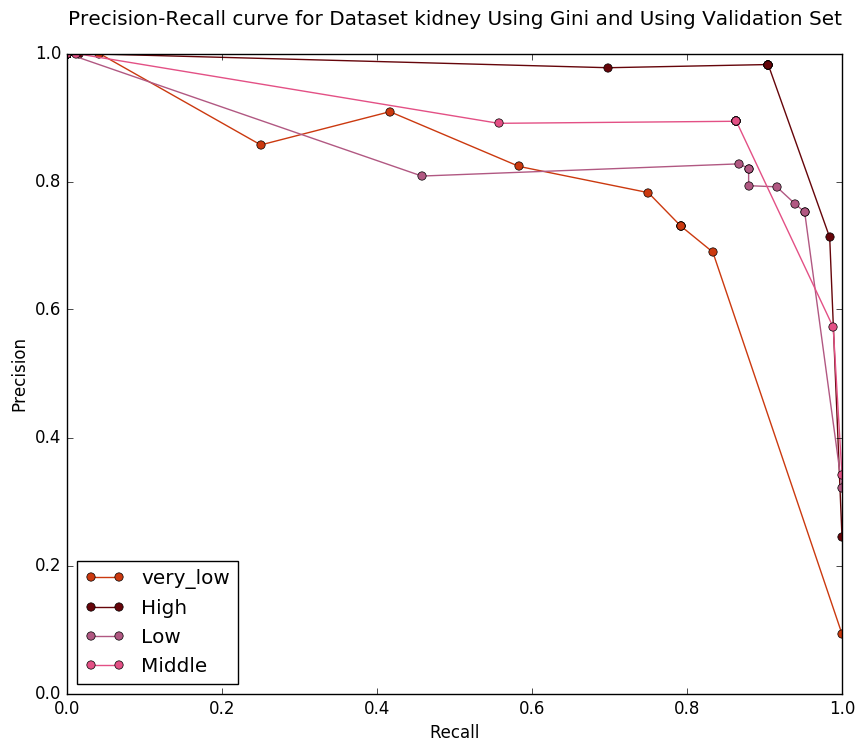 Precision-Recall curve for Dataset kidney Using Gini and Using Validation Set
1.0
0.8
0.6
0.4
0.2
0.0
Precision
very_low
High
Low
Middle
0.0 0.2 0.4 0.6 0.8 1.0
Recall